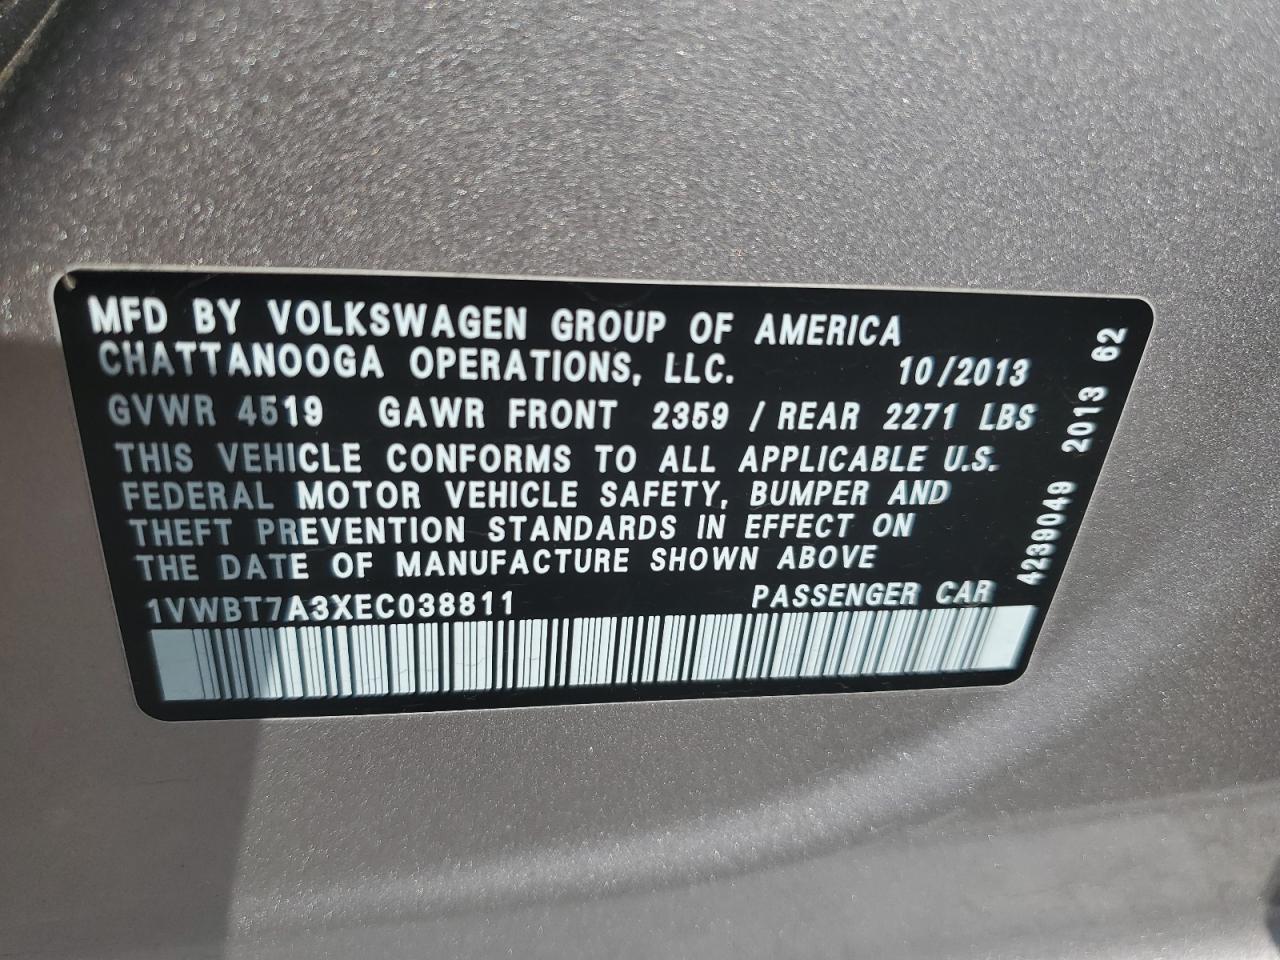 MFD BY VOLKSWAGEN GROUP OF AMERICA
CHATTANOOGA OPERATIONS, LLC. 10/2013
GVWR 4519 GAWR FRONT 2359 / REAR 2271 LBS
THIS VEHICLE CONFORMS TO ALL APPLICABLE U.S.
FEDERAL MOTOR VEHICLE SAFETY, BUMPER AND
THEFT PREVENTION STANDARDS IN EFFECT ON
THE DATE OF MANUFACTURE SHOWN ABOVE
1VWBT7A3XEC038811 PASSENGER CAR
4239049 2013 62